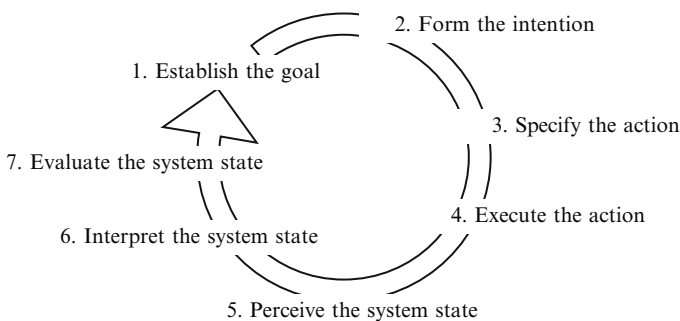 1. Establish the goal
2. Form the intention
3. Specify the action
4. Execute the action
5. Perceive the system state
6. Interpret the system state
7. Evaluate the system state